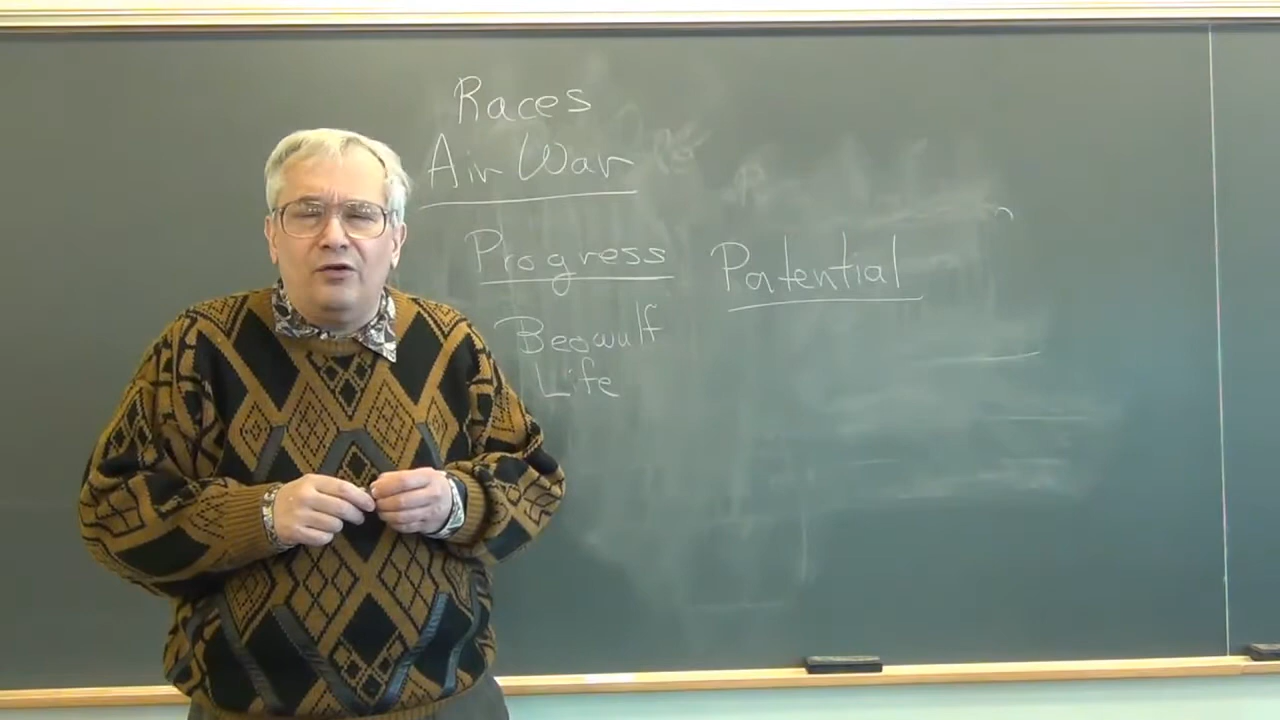 Races
Air War
Progress Potential
Beowulf
Life